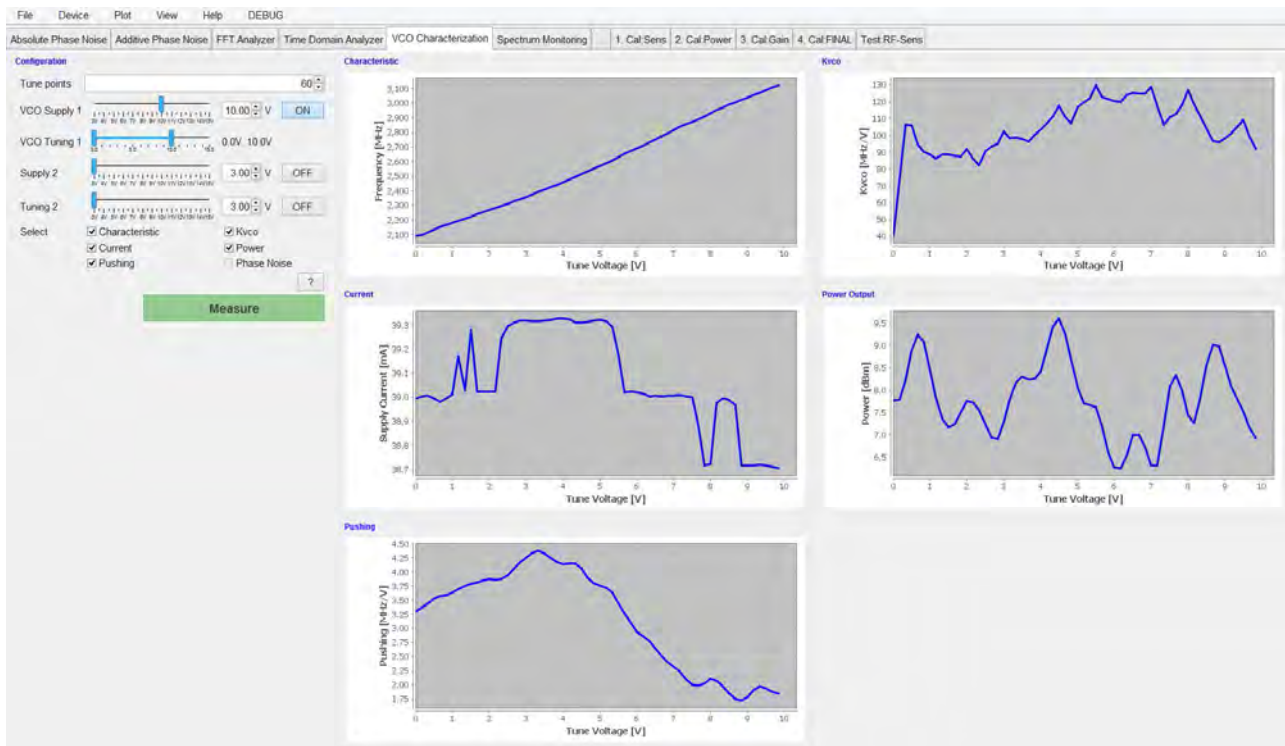 File Device Plot View Help DEBUG
Absolute Phase Noise Additive Phase Noise FFT Analyzer Time Domain Analyzer VCO Characterization Spectrum Monitoring 1. Cal:Sens 2. Cal:Power 3. Cal:Gain 4. Cal:FINAL Test:RF-Sens
Configuration
Tune points 60
VCO Supply 1 10.00 V ON
VCO Tuning 1 0.0V 10.0V
Supply 2 3.00 V OFF
Tuning 2 3.00 V OFF
Select Characteristic Kvco
Current Power
Pushing Phase Noise
?
Measure
Characteristic
Frequency [MHz]
3,100
3,000
2,900
2,800
2,700
2,600
2,500
2,400
2,300
2,200
2,100
0 1 2 3 4 5 6 7 8 9 10
Tune Voltage [V]
Kvco
Kvco [MHz/V]
130
120
110
100
90
80
70
60
50
40
0 1 2 3 4 5 6 7 8 9 10
Tune Voltage [V]
Current
Supply Current [mA]
39.3
39.2
39.1
39.0
38.9
38.8
38.7
0 1 2 3 4 5 6 7 8 9 10
Tune Voltage [V]
Power Output
Power [dBm]
9.5
9.0
8.5
8.0
7.5
7.0
6.5
0 1 2 3 4 5 6 7 8 9 10
Tune Voltage [V]
Pushing
Pushing [MHz/V]
4.50
4.25
4.00
3.75
3.50
3.25
3.00
2.75
2.50
2.25
2.00
1.75
0 1 2 3 4 5 6 7 8 9 10
Tune Voltage [V]